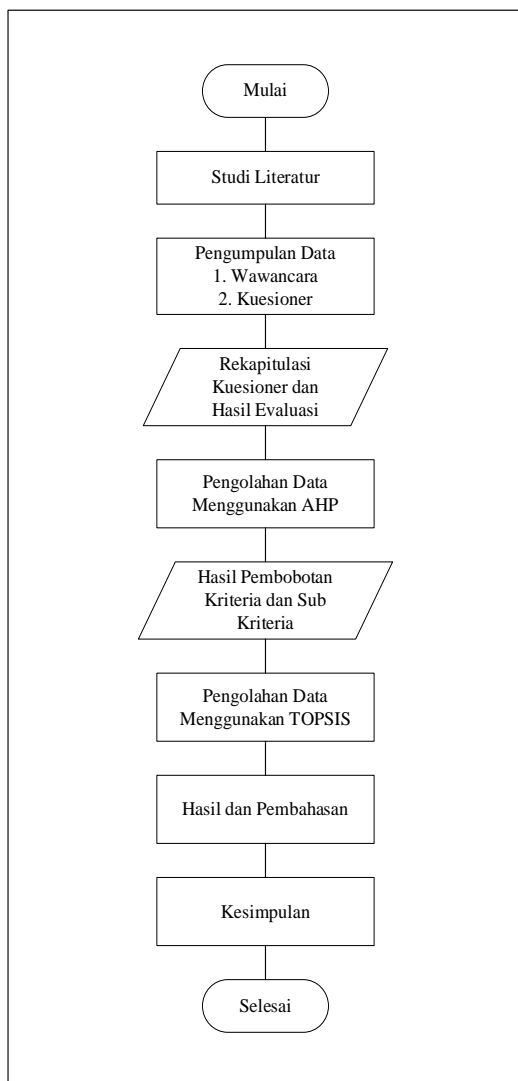 Mulai
Studi Literatur
Pengumpulan Data
1. Wawancara
2. Kuesioner
Rekapitulasi
Kuesioner dan
Hasil Evaluasi
Pengolahan Data
Menggunakan AHP
Hasil Pembobotan
Kriteria dan Sub
Kriteria
Pengolahan Data
Menggunakan TOPSIS
Hasil dan Pembahasan
Kesimpulan
Selesai